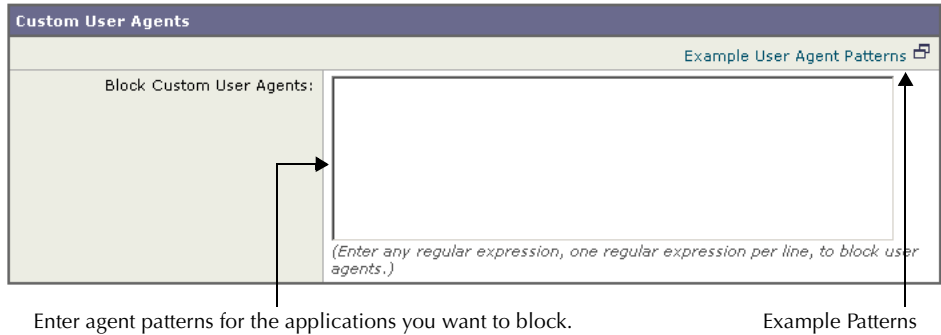 Custom User Agents
Example User Agent Patterns
Block Custom User Agents:
(Enter any regular expression, one regular expression per line, to block user
agents.)
Enter agent patterns for the applications you want to block.
Example Patterns